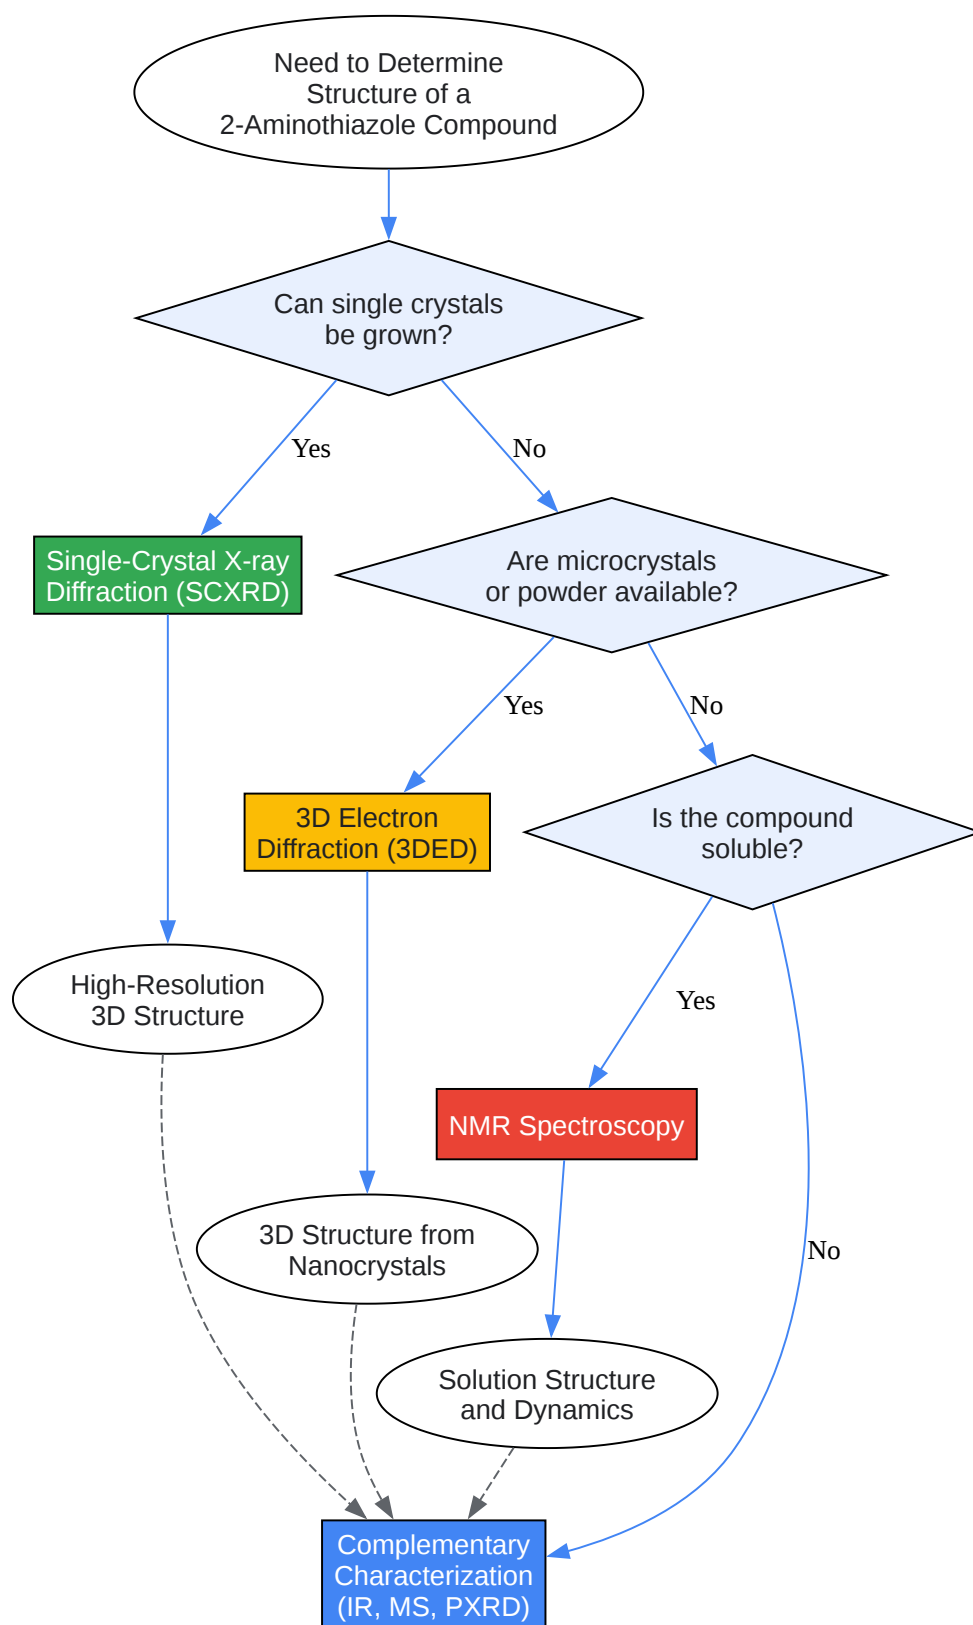 Need to Determine
Structure of a
2-Aminothiazole Compound
Can single crystals
be grown?
Yes
No
Single-Crystal X-ray
Diffraction (SCXRD)
Are microcrystals
or powder available?
Yes
No
3D Electron
Diffraction (3DED)
Is the compound
soluble?
High-Resolution
3D Structure
Yes
NMR Spectroscopy
3D Structure from
Nanocrystals
No
Solution Structure
and Dynamics
Complementary
Characterization
(IR, MS, PXRD)